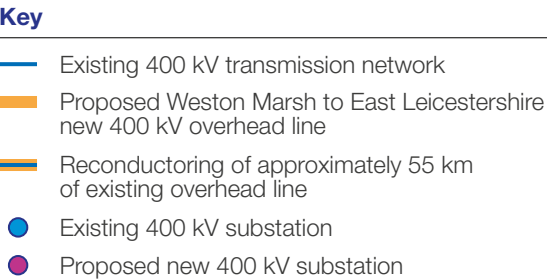 Key
Existing 400 kV transmission network
Proposed Weston Marsh to East Leicestershire
new 400 kV overhead line
Reconductoring of approximately 55 km
of existing overhead line
Existing 400 kV substation
Proposed new 400 kV substation